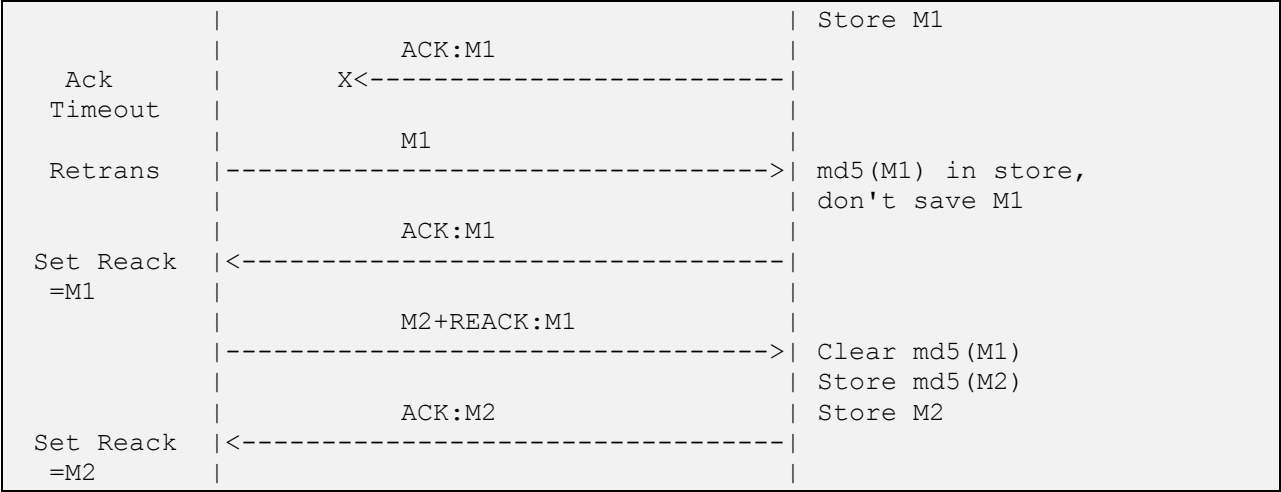 | | Store M1
| ACK:M1 |
Ack | X<--------------------------|
Timeout | |
| M1 |
Retrans |---------------------------------->| md5(M1) in store,
| | don't save M1
| ACK:M1 |
Set Reack |<----------------------------------|
=M1 | |
| M2+REACK:M1 |
|---------------------------------->| Clear md5(M1)
| | Store md5(M2)
| ACK:M2 | Store M2
Set Reack |<----------------------------------|
=M2 | |